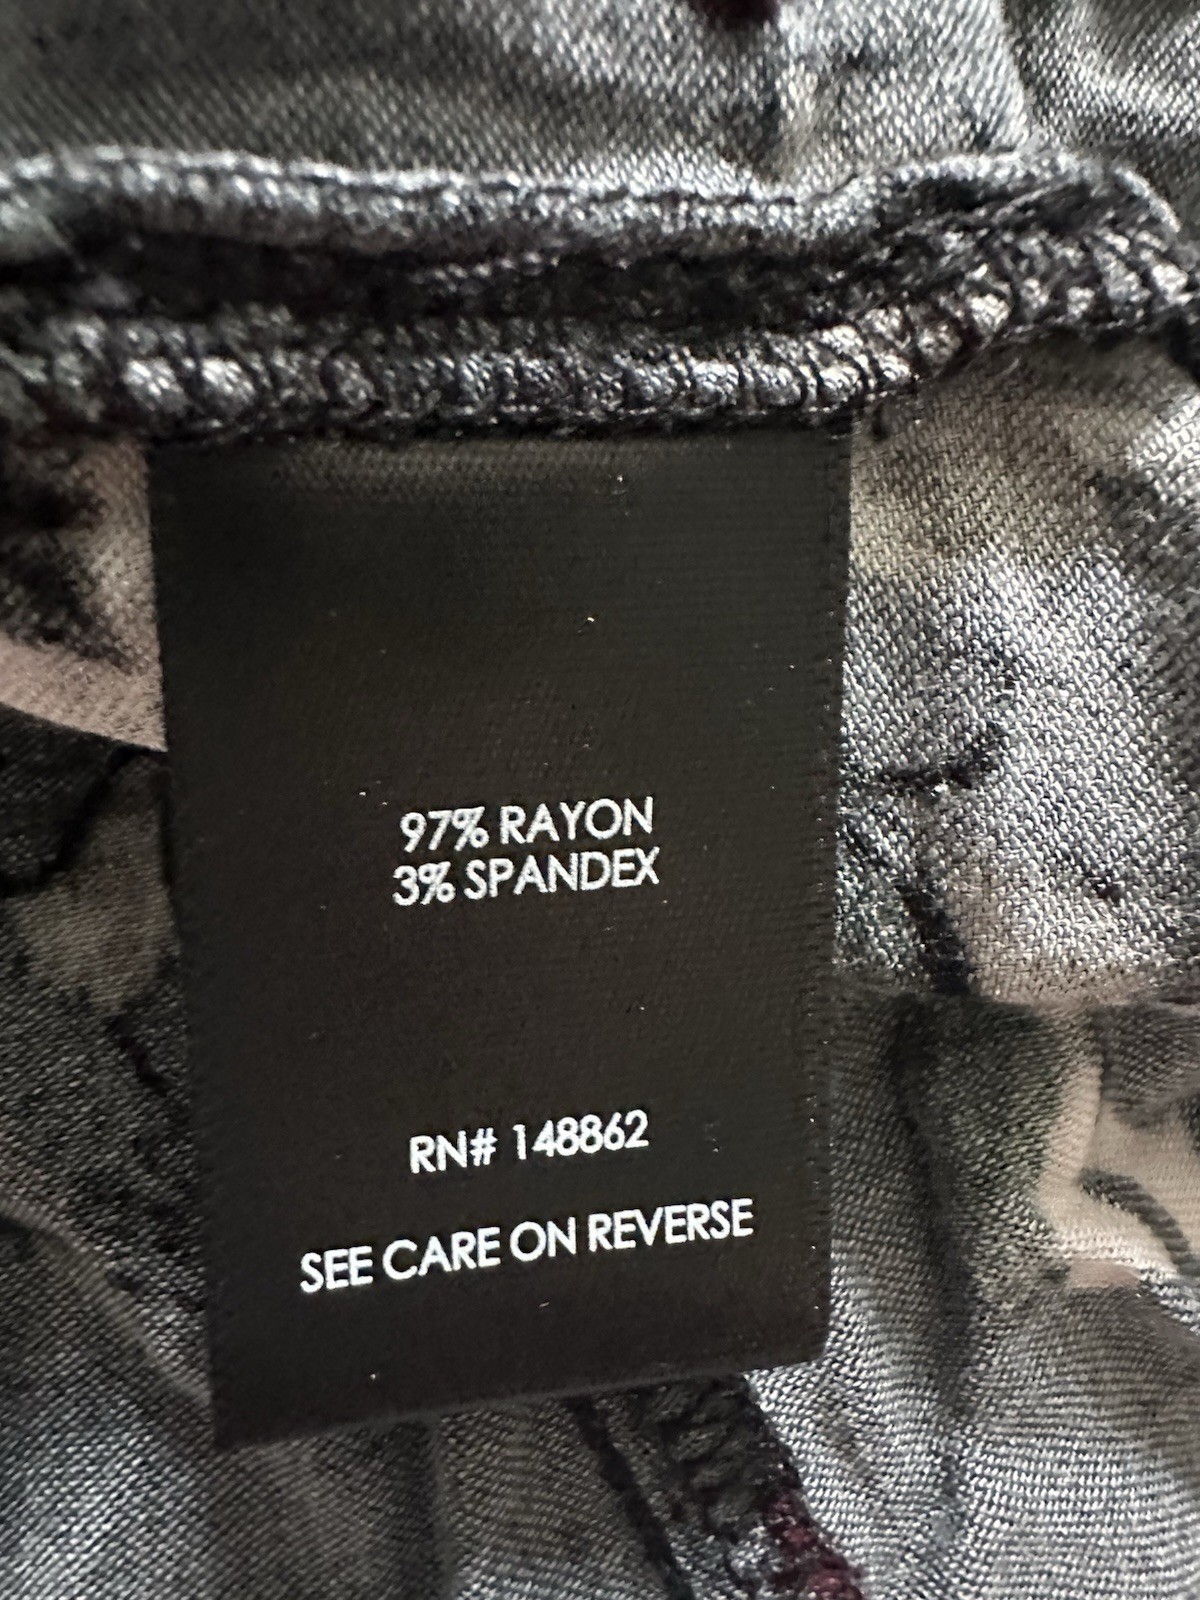 97% RAYON
3% SPANDEX
RN# 148862
SEE CARE ON REVERSE